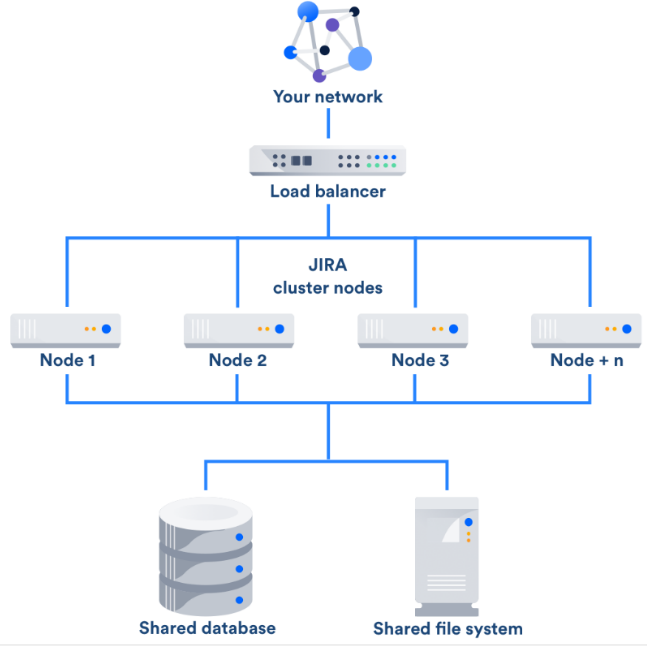 Your network
Load balancer
JIRA
cluster nodes
Node 1
Node 2
Node 3
Node + n
Shared database
Shared file system